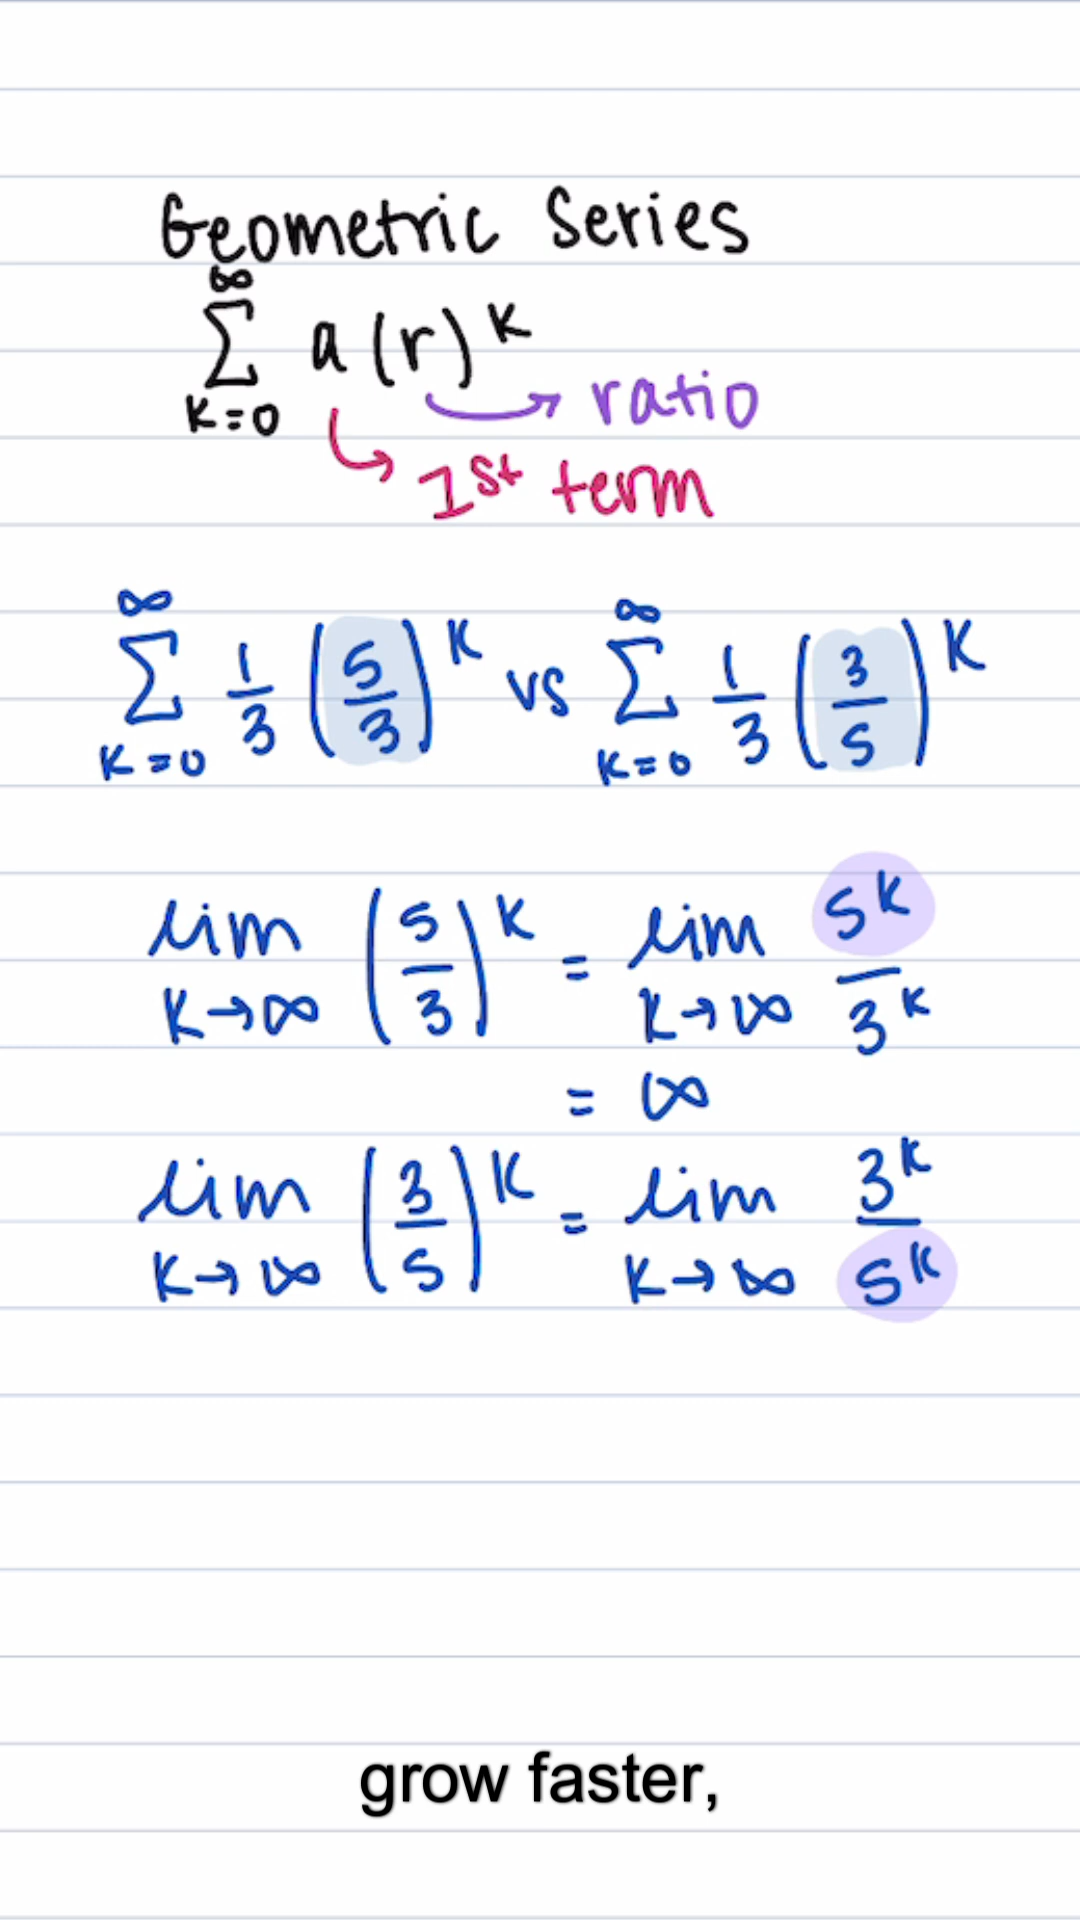 Geometric Series
∞
Σ a (r)^k
k=0
ratio
1st term
∞ ∞
Σ 1/3 (5/3)^k vs Σ 1/3 (3/5)^k
k=0 k=0
lim (5/3)^k = lim 5^k/3^k
k→∞ k→∞
= ∞
lim (3/5)^k = lim 3^k/5^k
k→∞ k→∞
grow faster,